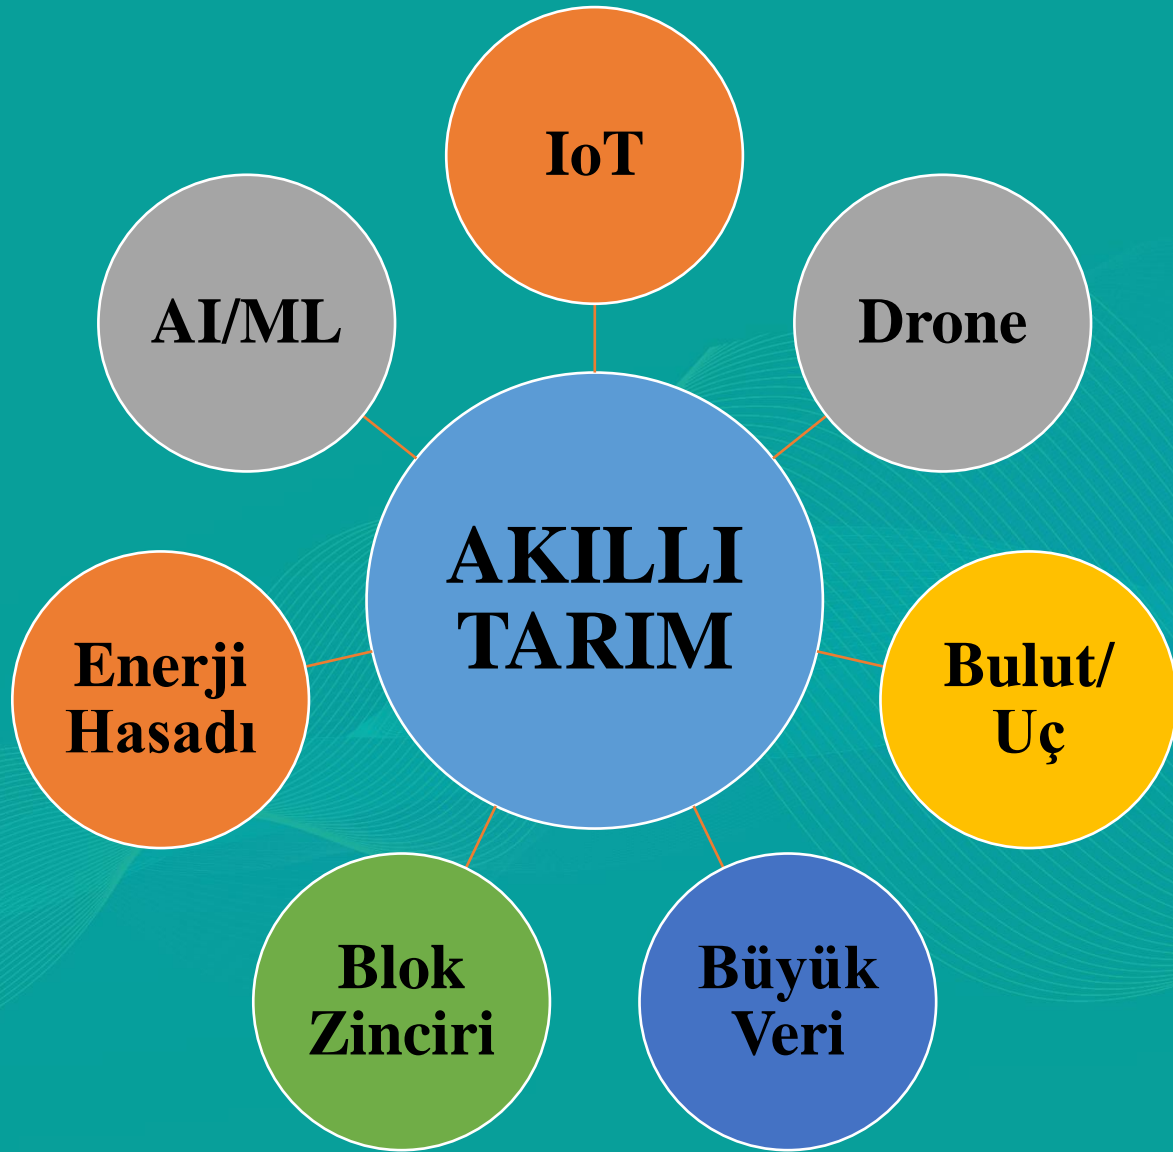 IoT
AI/ML
Drone
AKILLI
TARIM
Enerji
Hasadı
Bulut/
Uç
Blok
Zinciri
Büyük
Veri